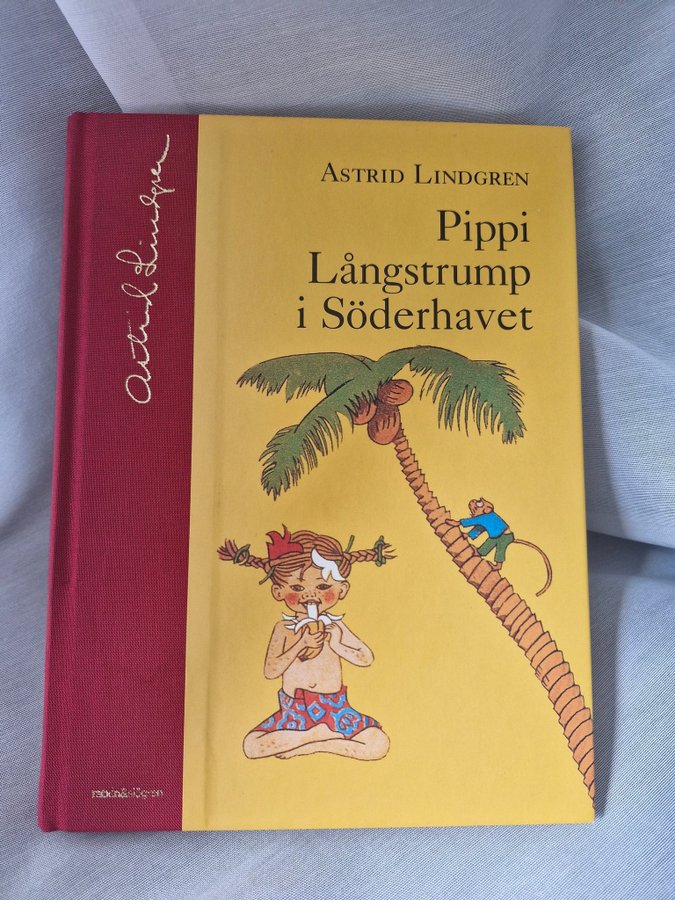 Astrid Lindgren
ASTRID LINDGREN
Pippi
Långstrump
i Söderhavet
rabén&sjögren